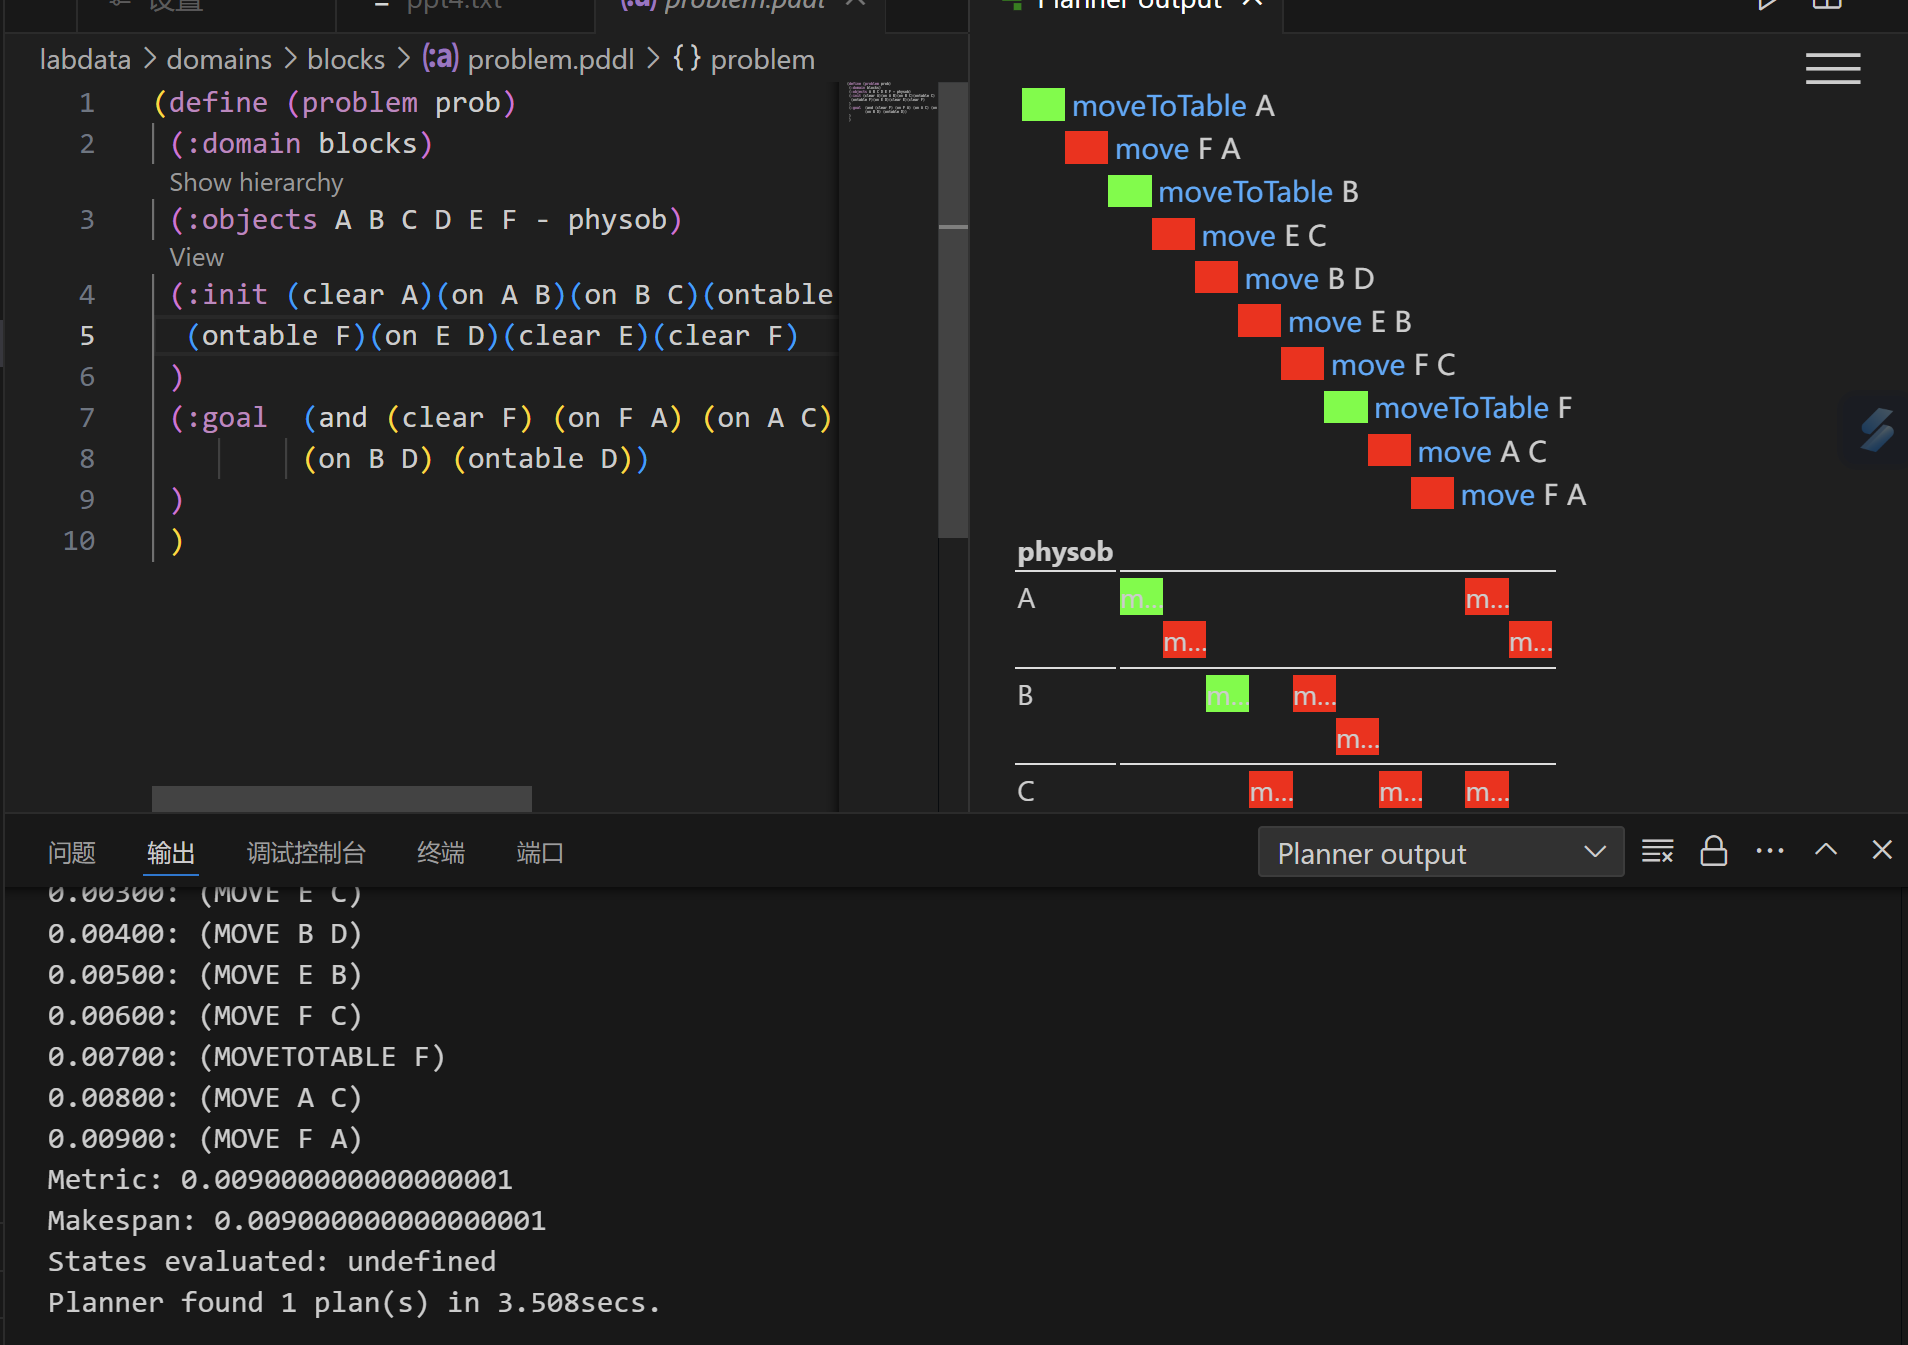 设置
ppt4.txt
problem.pddl
Planner output
labdata > domains > blocks > (:a) problem.pddl > {} problem
1 (define (problem prob)
2 (:domain blocks)
Show hierarchy
3 (:objects A B C D E F - physob)
View
4 (:init (clear A)(on A B)(on B C)(ontable
5 (ontable F)(on E D)(clear E)(clear F)
6 )
7 (:goal (and (clear F) (on F A) (on A C)
8 (on B D) (ontable D))
9 )
10 )
moveToTable A
move F A
moveToTable B
move E C
move B D
move E B
move F C
moveToTable F
move A C
move F A
physob
A m... m...
m... m...
B m... m...
m...
C m... m... m...
问题 输出 调试控制台 终端 端口 Planner output
0.00300: (MOVE E C)
0.00400: (MOVE B D)
0.00500: (MOVE E B)
0.00600: (MOVE F C)
0.00700: (MOVETOTABLE F)
0.00800: (MOVE A C)
0.00900: (MOVE F A)
Metric: 0.009000000000000001
Makespan: 0.009000000000000001
States evaluated: undefined
Planner found 1 plan(s) in 3.508secs.